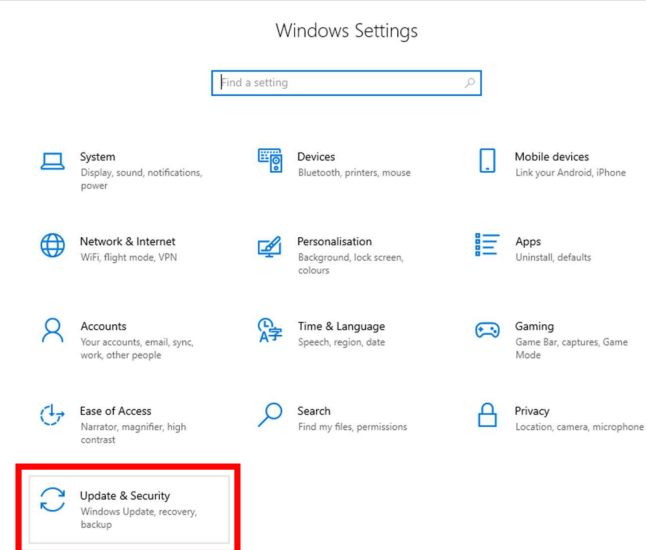 Windows Settings
Find a setting
System
Display, sound, notifications,
power
Devices
Bluetooth, printers, mouse
Mobile devices
Link your Android, iPhone
Network & Internet
WiFi, flight mode, VPN
Personalisation
Background, lock screen,
colours
Apps
Uninstall, defaults
Accounts
Your accounts, email, sync,
work, other people
Time & Language
Speech, region, date
Gaming
Game Bar, captures, Game
Mode
Ease of Access
Narrator, magnifier, high
contrast
Search
Find my files, permissions
Privacy
Location, camera, microphone
Update & Security
Windows Update, recovery,
backup